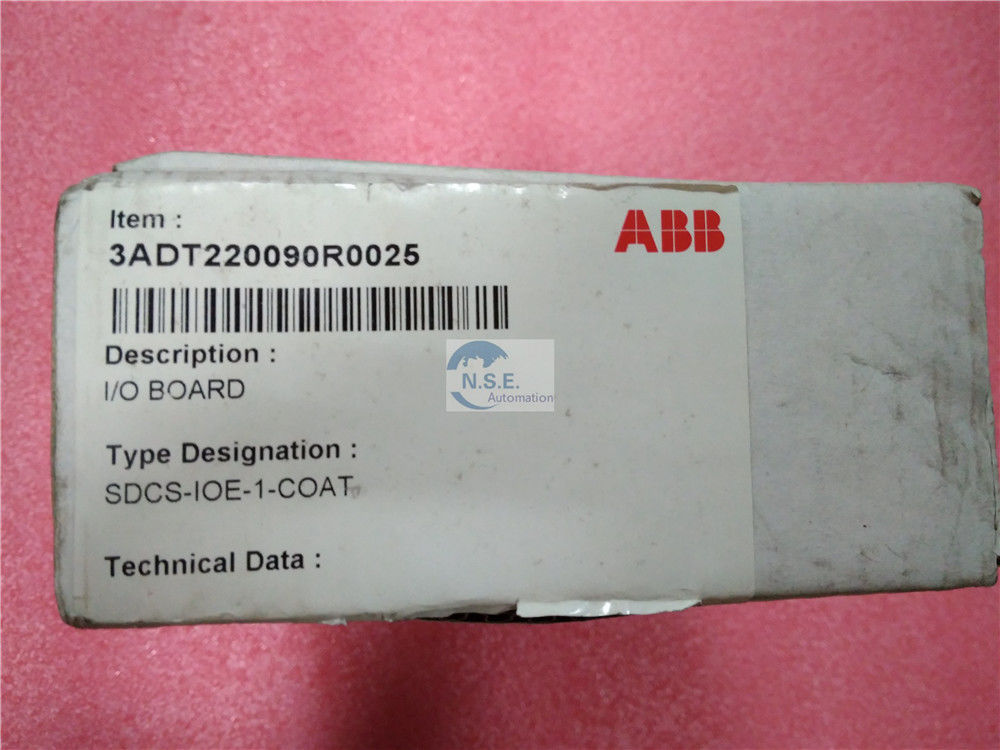 Item :
ABB
3ADT220090R0025
Description :
I/O BOARD
N.S.E.
Automation
Type Designation :
SDCS-IOE-1-COAT
Technical Data :